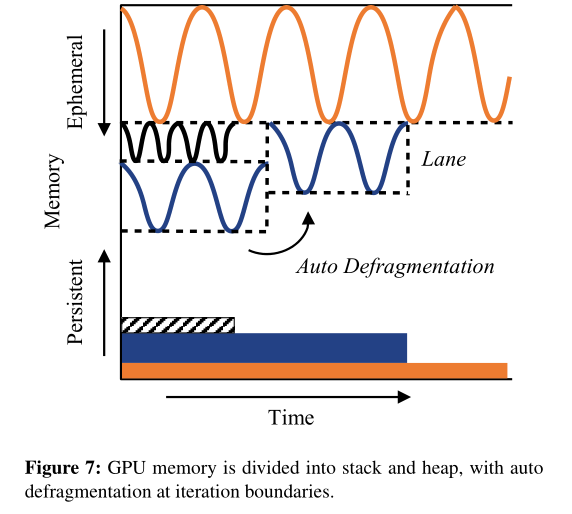 Ephemeral
Memory
Persistent
Lane
Auto Defragmentation
Time
Figure 7: GPU memory is divided into stack and heap, with auto
defragmentation at iteration boundaries.